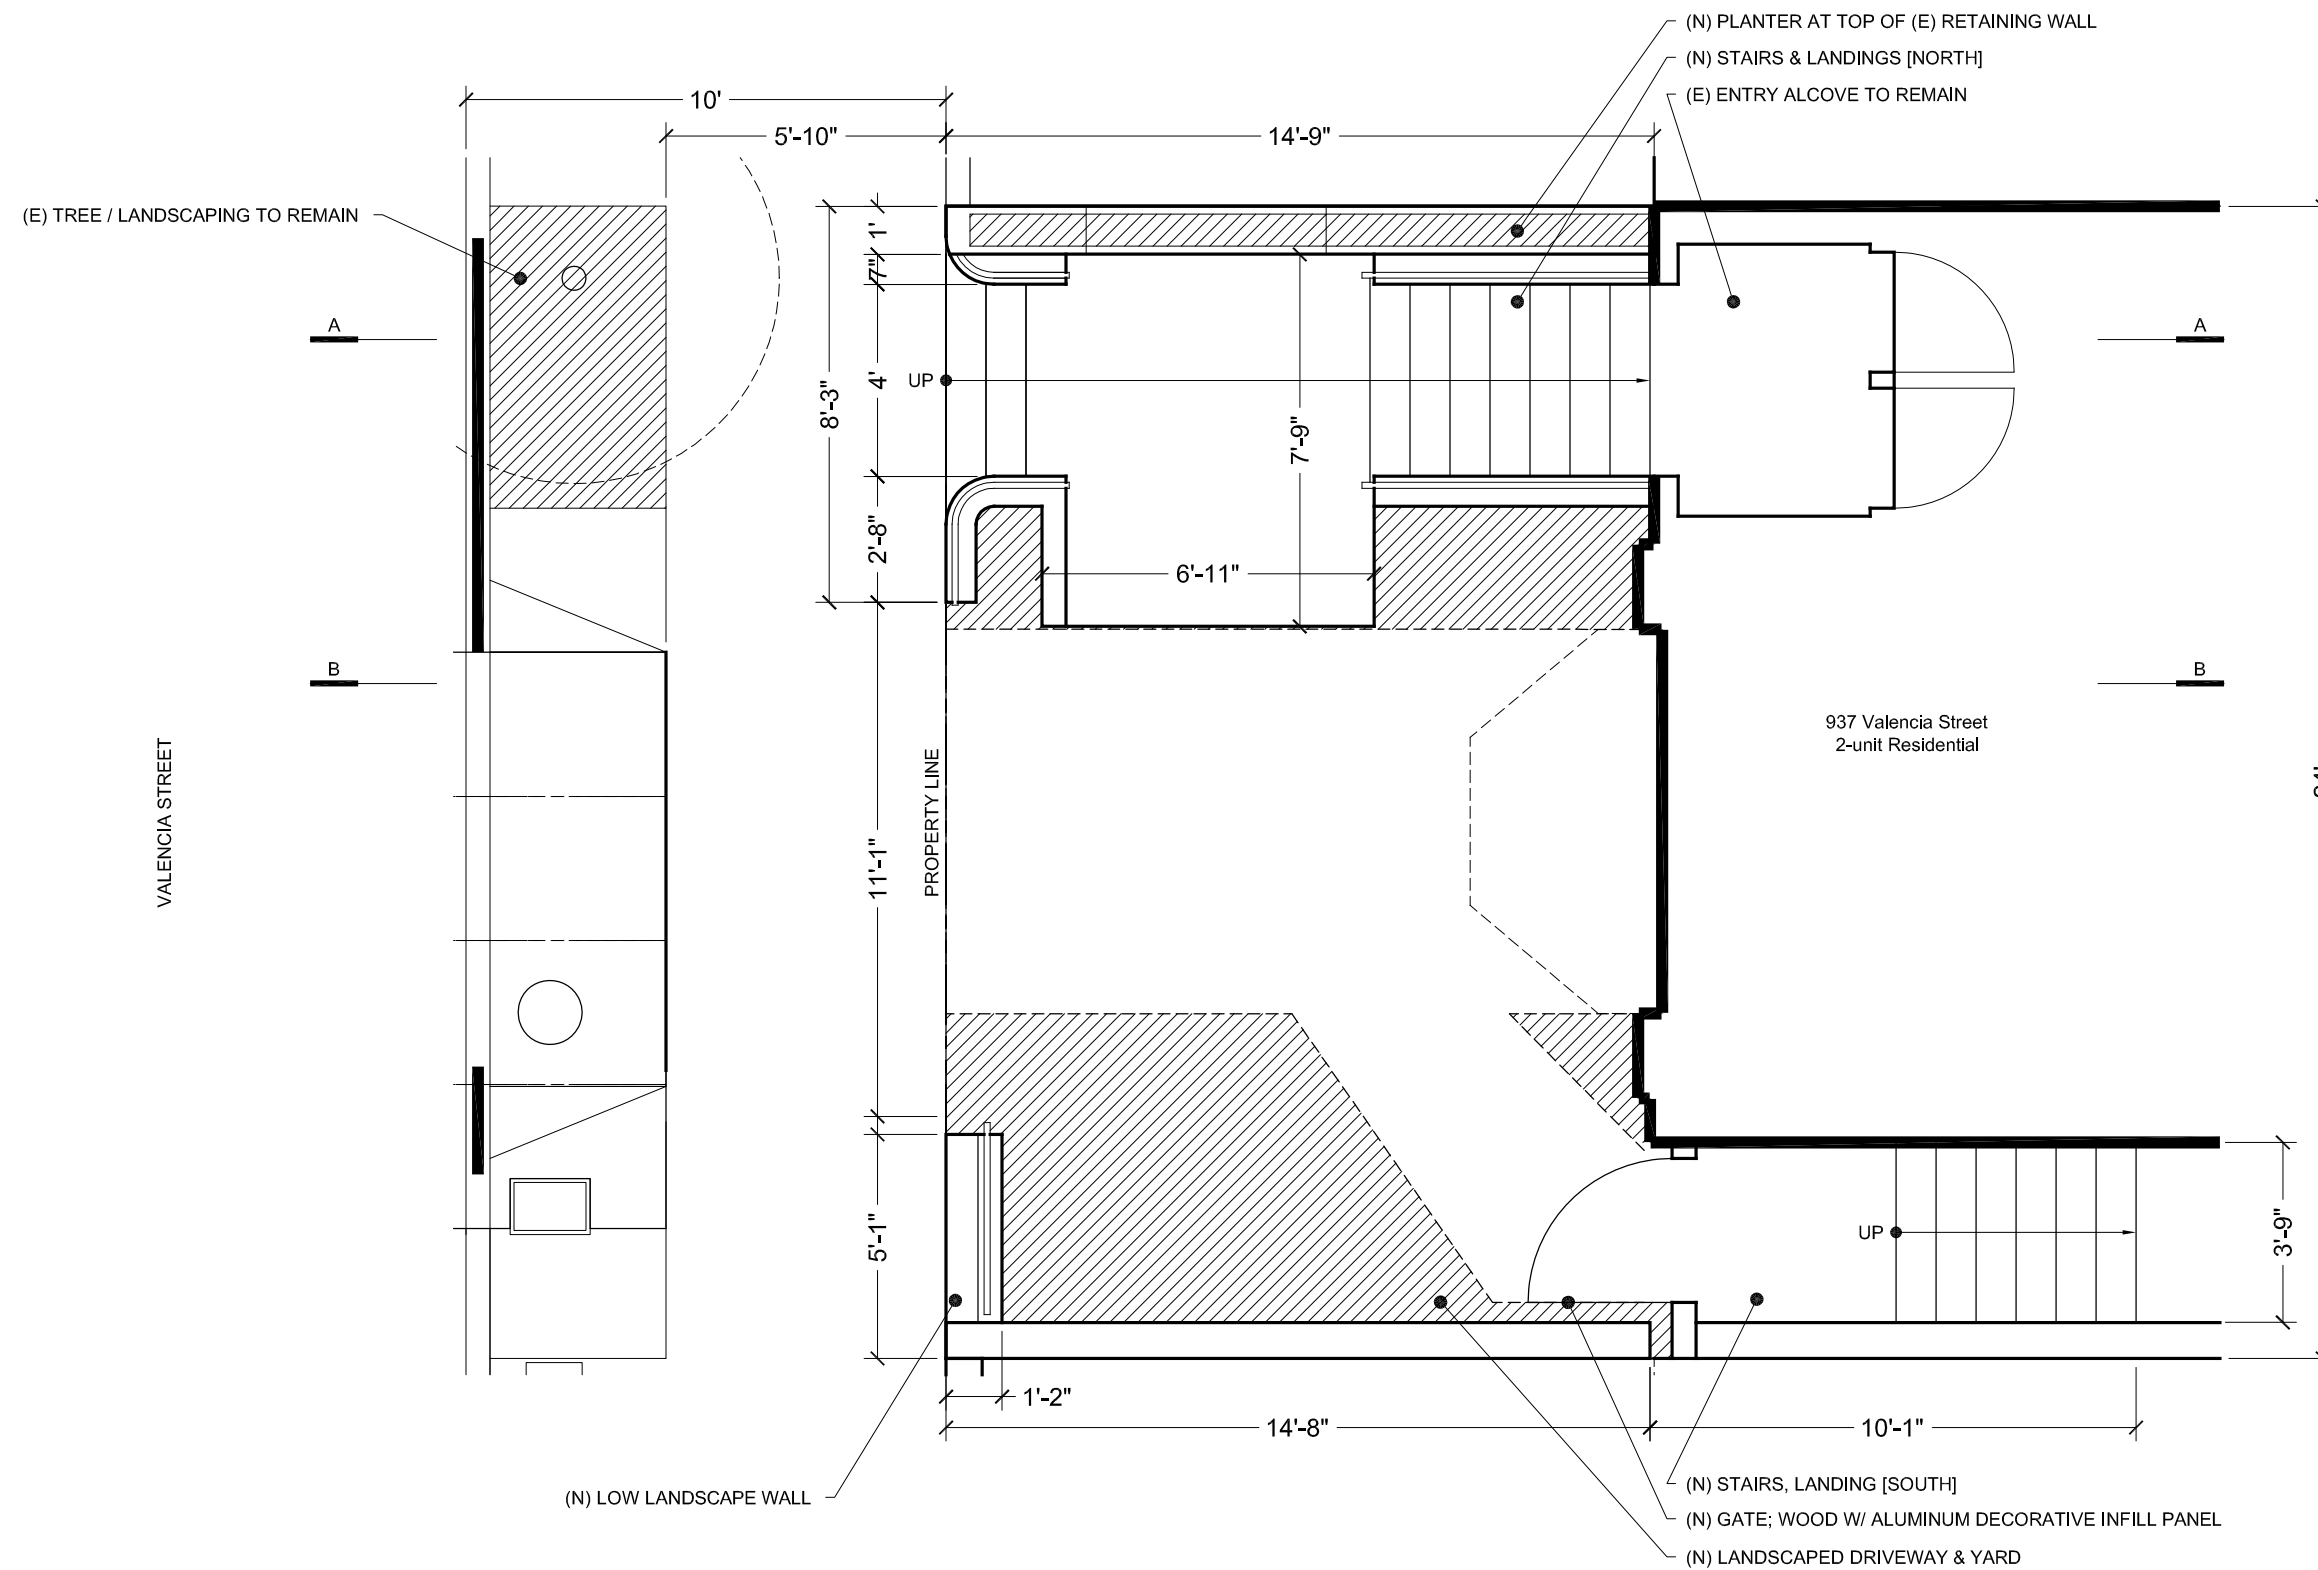 (N) PLANTER AT TOP OF (E) RETAINING WALL
(N) STAIRS & LANDINGS [NORTH]
(E) ENTRY ALCOVE TO REMAIN
10'
5'-10"
14'-9"
(E) TREE / LANDSCAPING TO REMAIN
1'
7"
A
A
UP
4'
8'-3"
7'-9"
2'-8"
6'-11"
B
B
937 Valencia Street
2-unit Residential
VALENCIA STREET
PROPERTY LINE
11'-1"
5'-1"
UP
3'-9"
1'-2"
14'-8"
10'-1"
(N) LOW LANDSCAPE WALL
(N) STAIRS, LANDING [SOUTH]
(N) GATE; WOOD W/ ALUMINUM DECORATIVE INFILL PANEL
(N) LANDSCAPED DRIVEWAY & YARD